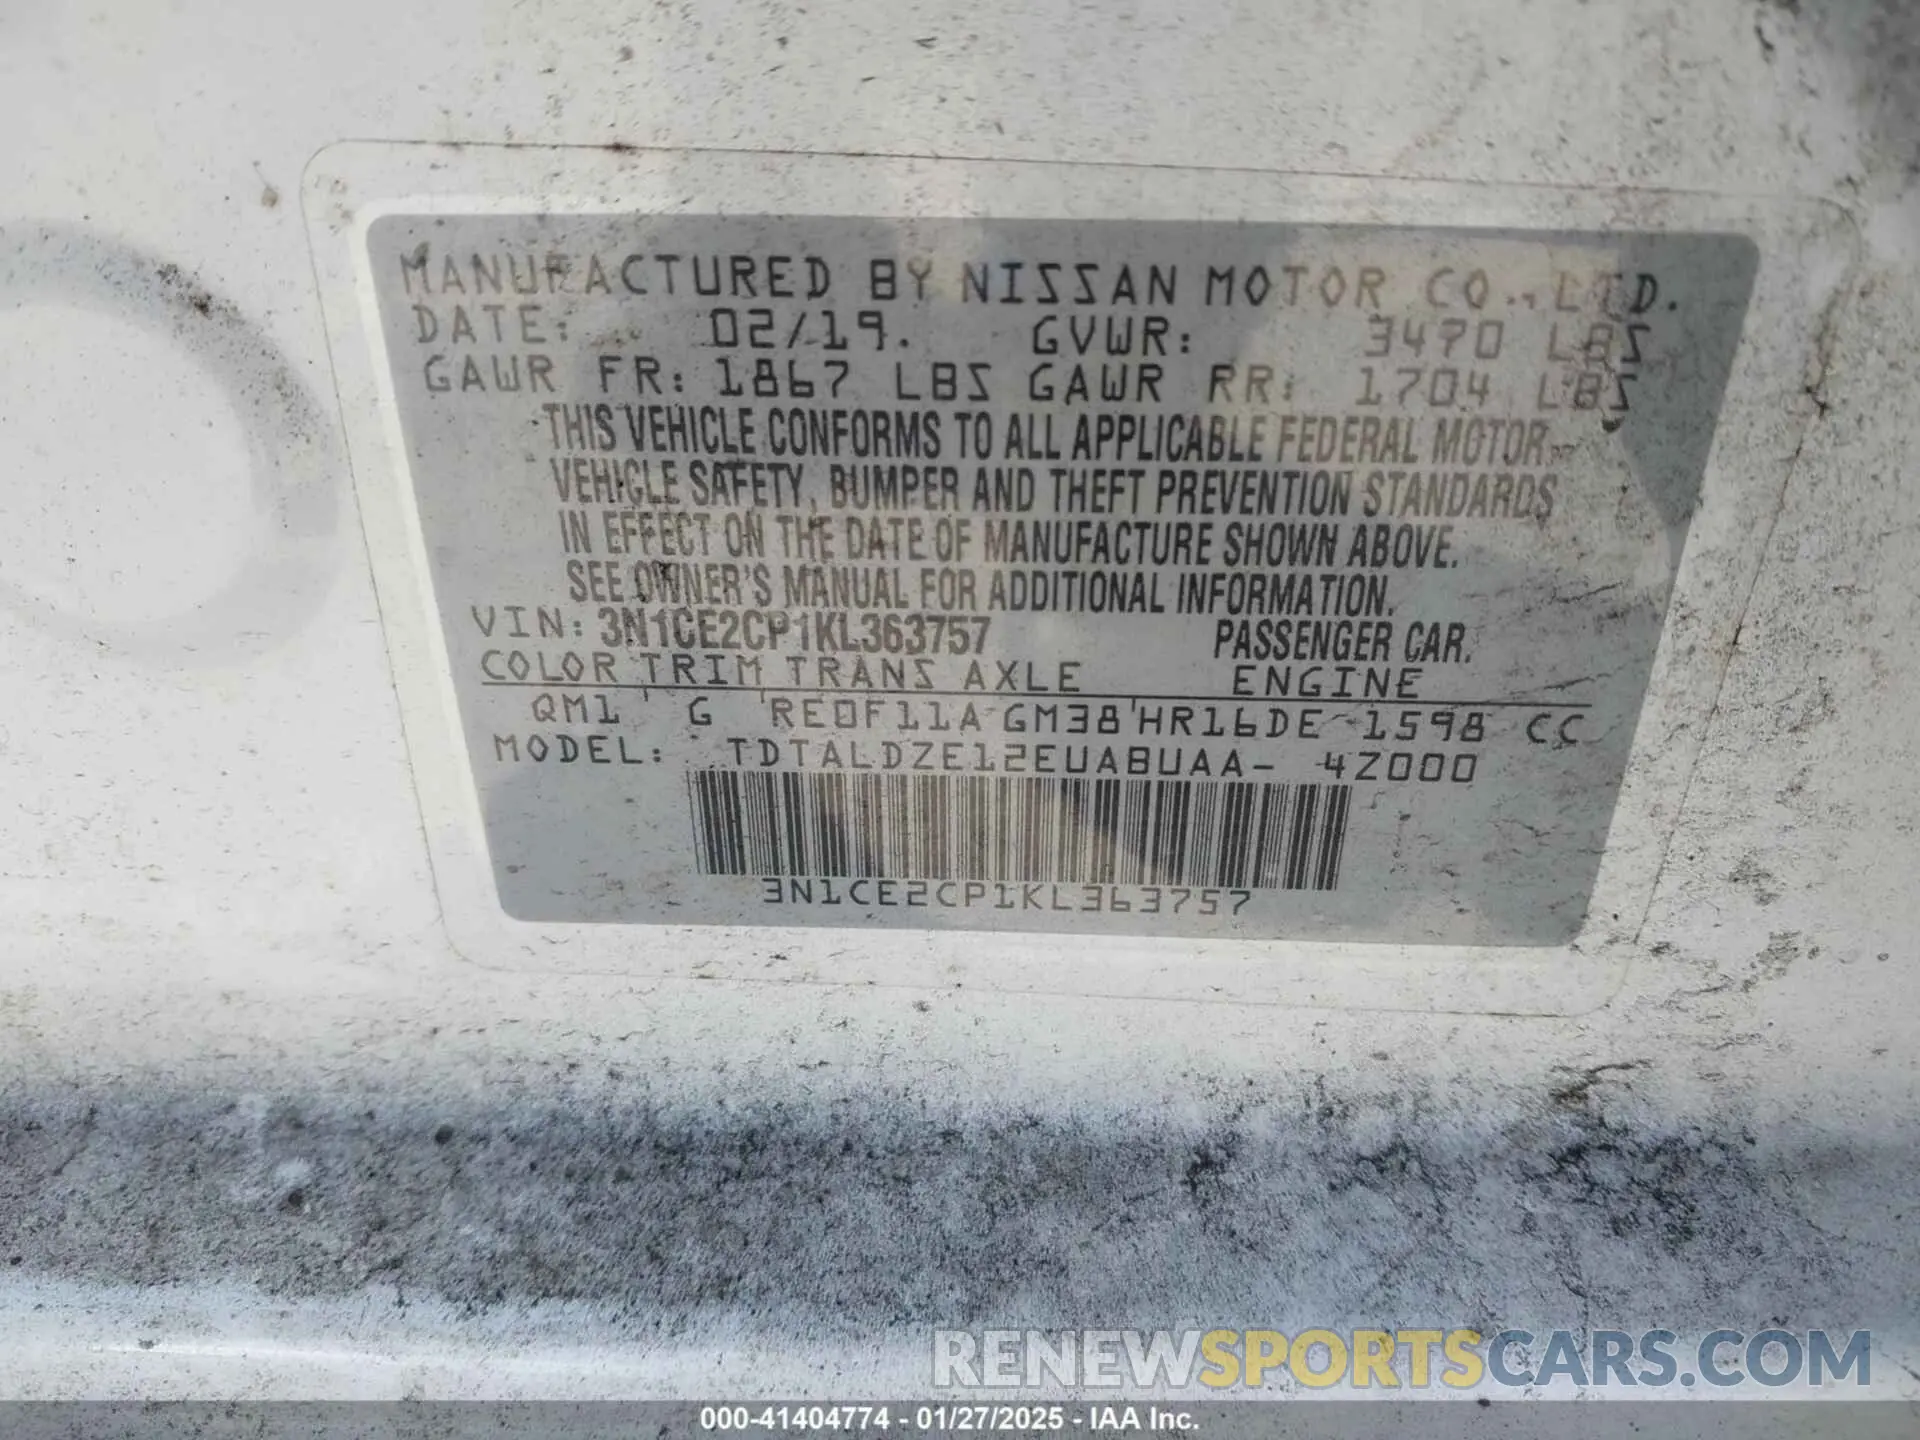 MANUFACTURED BY NISSAN MOTOR CO., LTD.
DATE: 02/19. GVWR: 3470 LBS
GAWR FR: 1867 LBS GAWR RR: 1704 LBS
THIS VEHICLE CONFORMS TO ALL APPLICABLE FEDERAL MOTOR
VEHICLE SAFETY, BUMPER AND THEFT PREVENTION STANDARDS
IN EFFECT ON THE DATE OF MANUFACTURE SHOWN ABOVE.
SEE OWNER'S MANUAL FOR ADDITIONAL INFORMATION.
VIN: 3N1CE2CP1KL363757 PASSENGER CAR.
COLOR TRIM TRANS AXLE ENGINE
QM1 G RE0F11A GM38 HR16DE 1598 CC
MODEL: TDTALDZE12EUABUAA- 4Z000
3N1CE2CP1KL363757
RENEWSPORTSCARS.COM
000-41404774 - 01/27/2025 - IAA Inc.